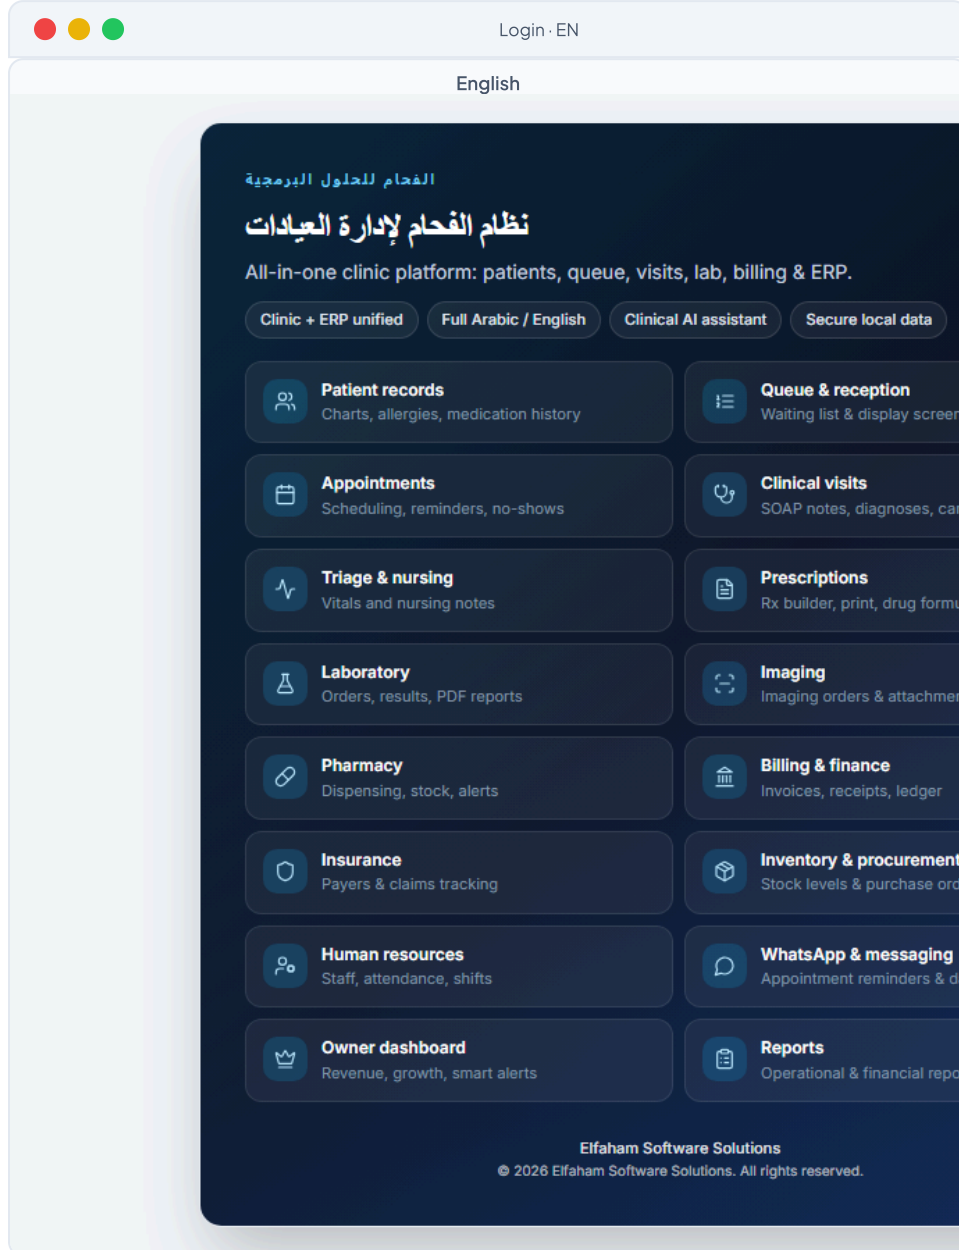 Login · EN
English
الفحام للحلول البرمجية
نظام الفحام لإدارة العيادات
All-in-one clinic platform: patients, queue, visits, lab, billing & ERP.
Clinic + ERP unified
Full Arabic / English
Clinical AI assistant
Secure local data
Patient records
Charts, allergies, medication history
Queue & reception
Waiting list & display
Appointments
Scheduling, reminders, no-shows
Clinical visits
SOAP notes, diagnoses,
Triage & nursing
Vitals and nursing notes
Prescriptions
Rx builder, print, drug
Laboratory
Orders, results, PDF reports
Imaging
Imaging orders &
Pharmacy
Dispensing, stock, alerts
Billing & finance
Invoices, receipts, ledger
Insurance
Payers & claims tracking
Inventory & procurement
Stock levels & purchase
Human resources
Staff, attendance, shifts
WhatsApp & messaging
Appointment reminders &
Owner dashboard
Revenue, growth, smart alerts
Reports
Operational & financial
Elfaham Software Solutions
© 2026 Elfaham Software Solutions. All rights reserved.